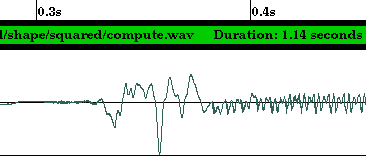 0.3s 0.4s
/shape/squared/compute.wav Duration: 1.14 seconds